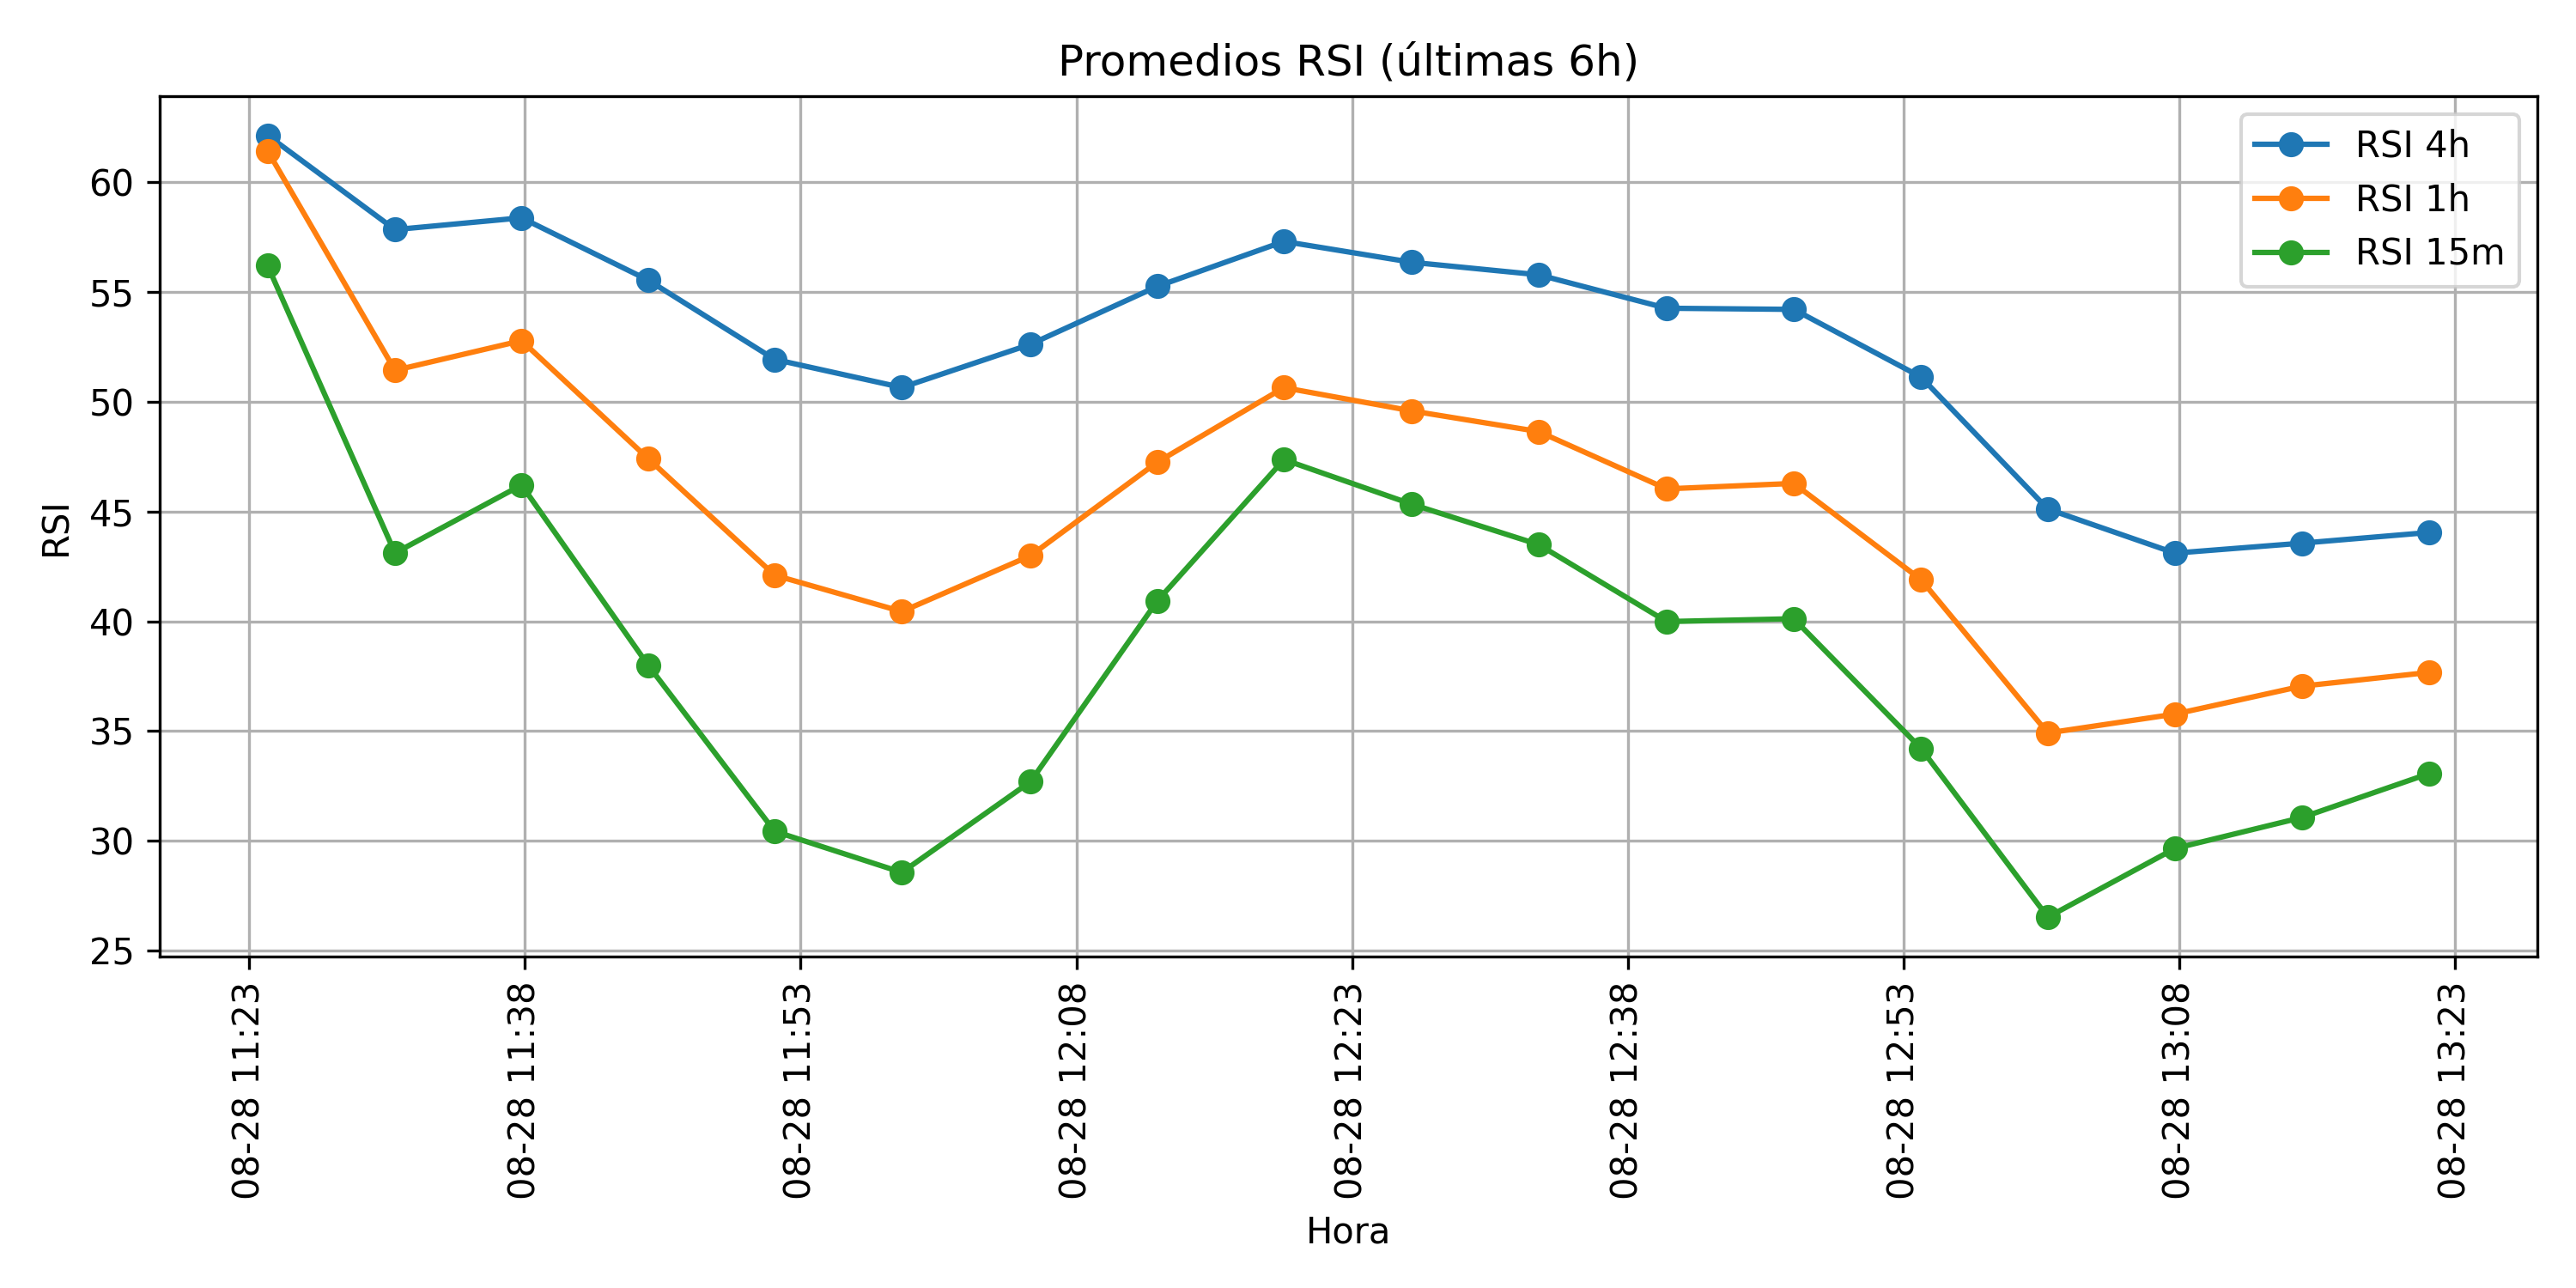 Promedios RSI (últimas 6h)
RSI 4h
RSI 1h
RSI 15m
RSI
60
55
50
45
40
35
30
25
08-28 11:23
08-28 11:38
08-28 11:53
08-28 12:08
08-28 12:23
08-28 12:38
08-28 12:53
08-28 13:08
08-28 13:23
Hora